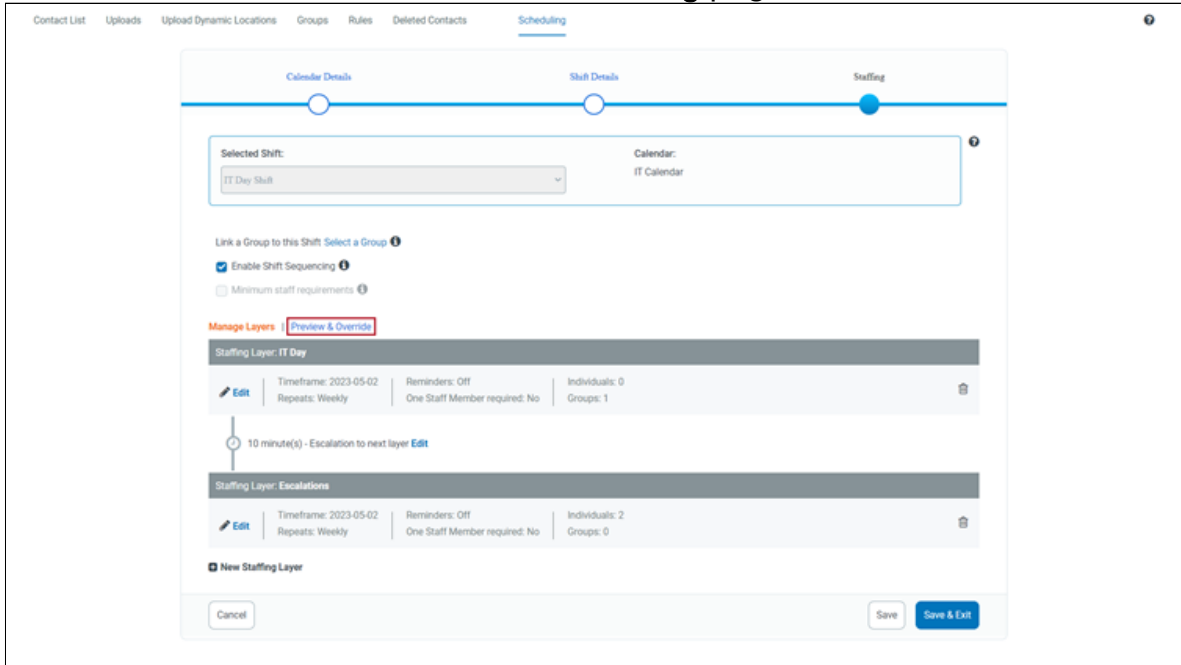 Contact List Uploads Upload Dynamic Locations Groups Rules Deleted Contacts Scheduling
Calendar Details Shift Details Staffing
Selected Shift: Calendar:
IT Day Shift IT Calendar
Link a Group to this Shift Select a Group
Enable Shift Sequencing
Minimum staff requirements
Manage Layers | Preview & Override
Staffing Layer: IT Day
Edit Timeframe: 2023-05-02 Reminders: Off Individuals: 0
Repeats: Weekly One Staff Member required: No Groups: 1
10 minute(s) - Escalation to next layer Edit
Staffing Layer: Escalations
Edit Timeframe: 2023-05-02 Reminders: Off Individuals: 2
Repeats: Weekly One Staff Member required: No Groups: 0
New Staffing Layer
Cancel Save Save & Exit